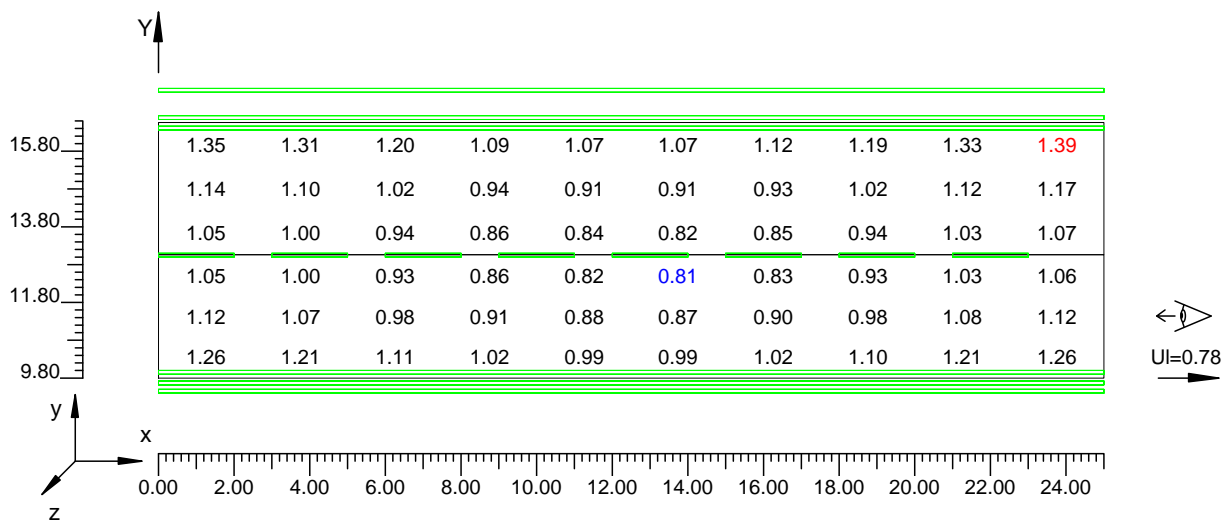 Y
15.80 1.35 1.31 1.20 1.09 1.07 1.07 1.12 1.19 1.33 1.39
1.14 1.10 1.02 0.94 0.91 0.91 0.93 1.02 1.12 1.17
13.80 1.05 1.00 0.94 0.86 0.84 0.82 0.85 0.94 1.03 1.07
1.05 1.00 0.93 0.86 0.82 0.81 0.83 0.93 1.03 1.06
11.80
1.12 1.07 0.98 0.91 0.88 0.87 0.90 0.98 1.08 1.12
1.26 1.21 1.11 1.02 0.99 0.99 1.02 1.10 1.21 1.26 Ul=0.78
9.80
y
x
0.00 2.00 4.00 6.00 8.00 10.00 12.00 14.00 16.00 18.00 20.00 22.00 24.00
z